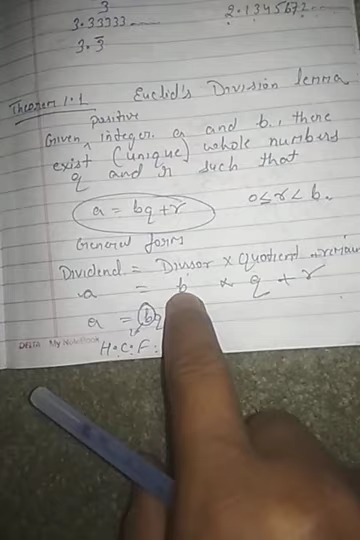 3
3.33333......
2.1345672......
3.3̅
Theorem 1.1 Euclid's Division lemma
Given positive integer a and b, there
exist (unique) whole numbers
q and r such that
a = bq + r 0 ≤ r < b.
General form
Dividend = Divisor × Quotient + remain
a = b × q + r
a = bq
H.C.F.
DELTA My NoteBook